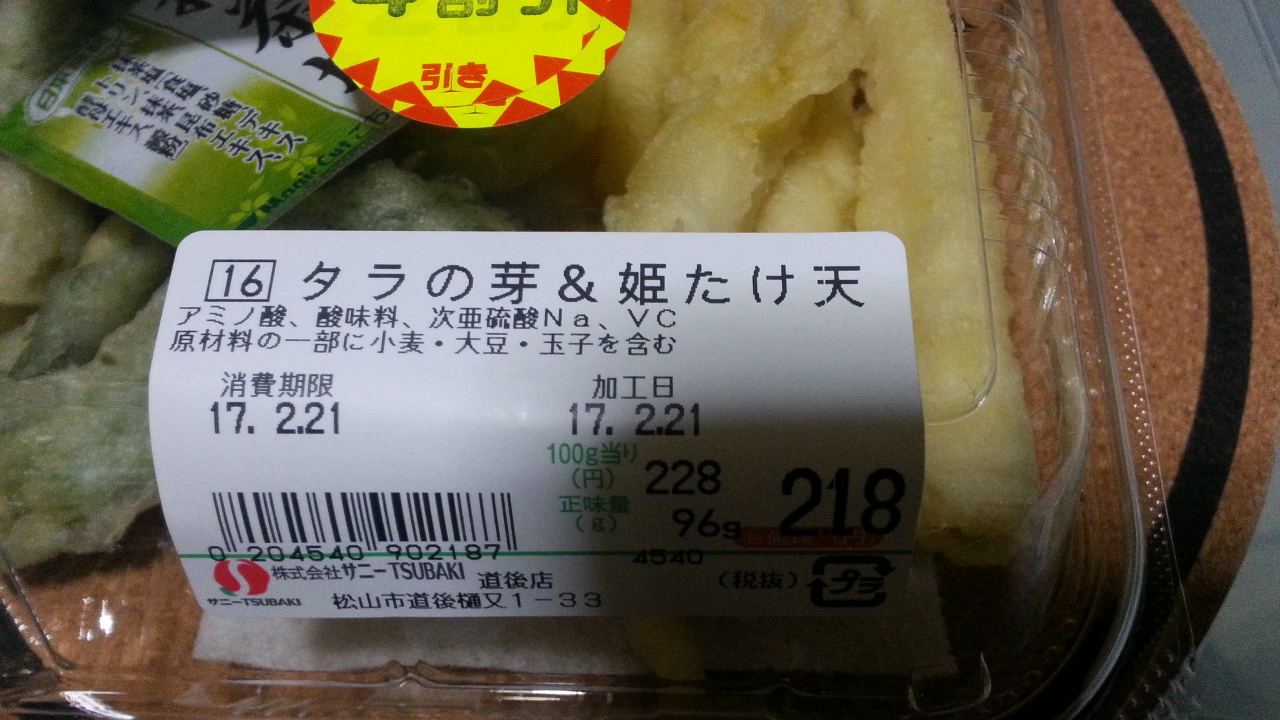 引き
Magic Cut
16 タラの芽&姫たけ天
アミノ酸、酸味料、次亜硫酸Na、VC
原材料の一部に小麦・大豆・玉子を含む
消費期限 加工日
17. 2.21 17. 2.21
100g当り
(円) 228
正味量
(g) 96g 218
0 204540 902187 4540
株式会社サニーTSUBAKI 道後店 (税抜) プラ
サニーTSUBAKI 松山市道後樋又1-33